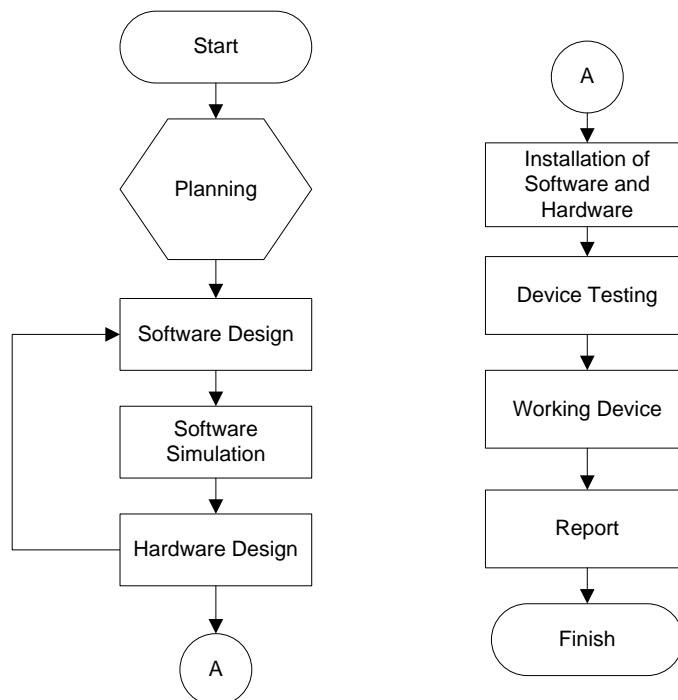 Start
Planning
Software Design
Software
Simulation
Hardware Design
A
A
Installation of
Software and
Hardware
Device Testing
Working Device
Report
Finish